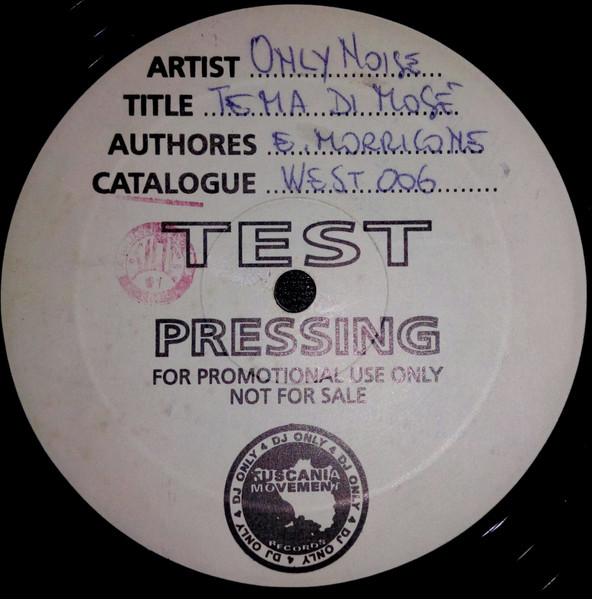 ARTIST ONLY NOISE
TITLE TEMA DI MOSÈ
AUTHORES E. MORRICONE
CATALOGUE WEST 006
TEST
PRESSING
FOR PROMOTIONAL USE ONLY
NOT FOR SALE
DJ ONLY 4 DJ ONLY 4 DJ ONLY 4 DJ ONLY 4
TUSCANIA
MOVEMENT
RECORDS